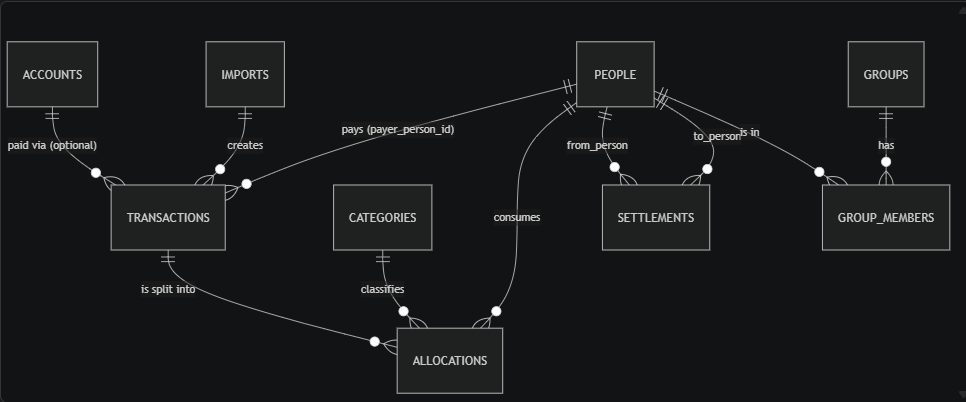 ACCOUNTS
IMPORTS
PEOPLE
GROUPS
pays (payer_person_id)
paid via (optional)
creates
from_person
to_person
is in
has
TRANSACTIONS
CATEGORIES
consumes
SETTLEMENTS
GROUP_MEMBERS
is split into
classifies
ALLOCATIONS